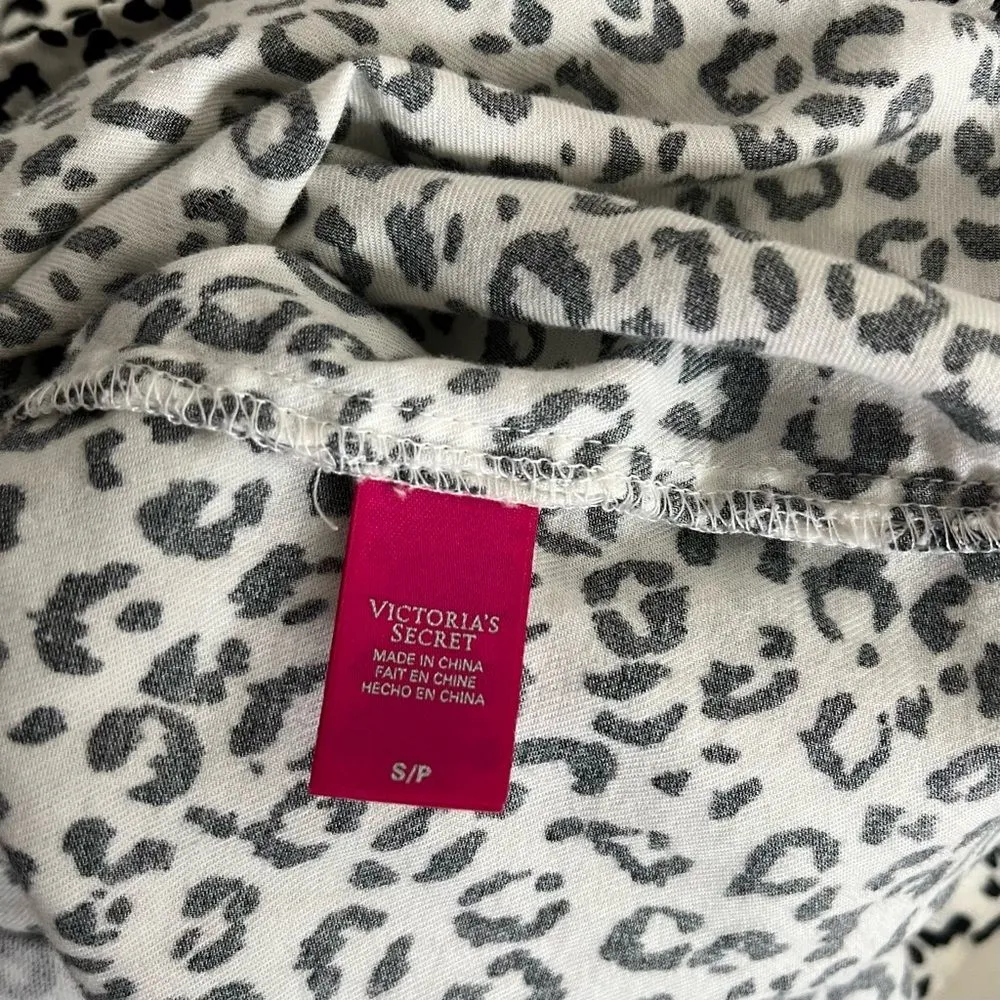 VICTORIA'S
SECRET
MADE IN CHINA
FAIT EN CHINE
HECHO EN CHINA
S/P